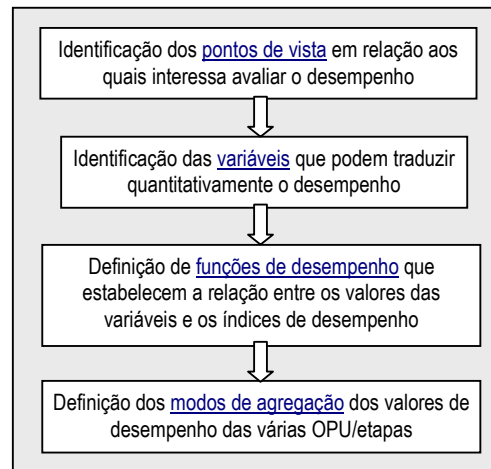 Identificação dos pontos de vista em relação aos
quais interessa avaliar o desempenho
Identificação das variáveis que podem traduzir
quantitativamente o desempenho
Definição de funções de desempenho que
estabelecem a relação entre os valores das
variáveis e os índices de desempenho
Definição dos modos de agregação dos valores de
desempenho das várias OPU/etapas